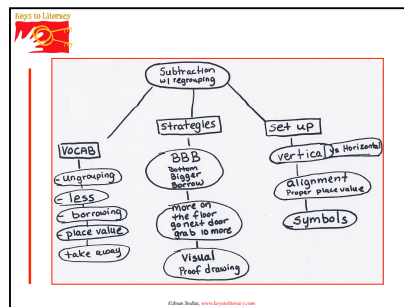 Keys to Literacy
Subtraction
w/ regrouping
VOCAB
- ungrouping
- less
- borrowing
- place value
take away
strategies
BBB
Bottom
Bigger
Borrow
more on
the floor
go next door
grab 10 more
Visual
Proof drawing
set up
vertical vs Horizontal
alignment
Proper place value
symbols
©Joan Sedita, www.keystoliteracy.com